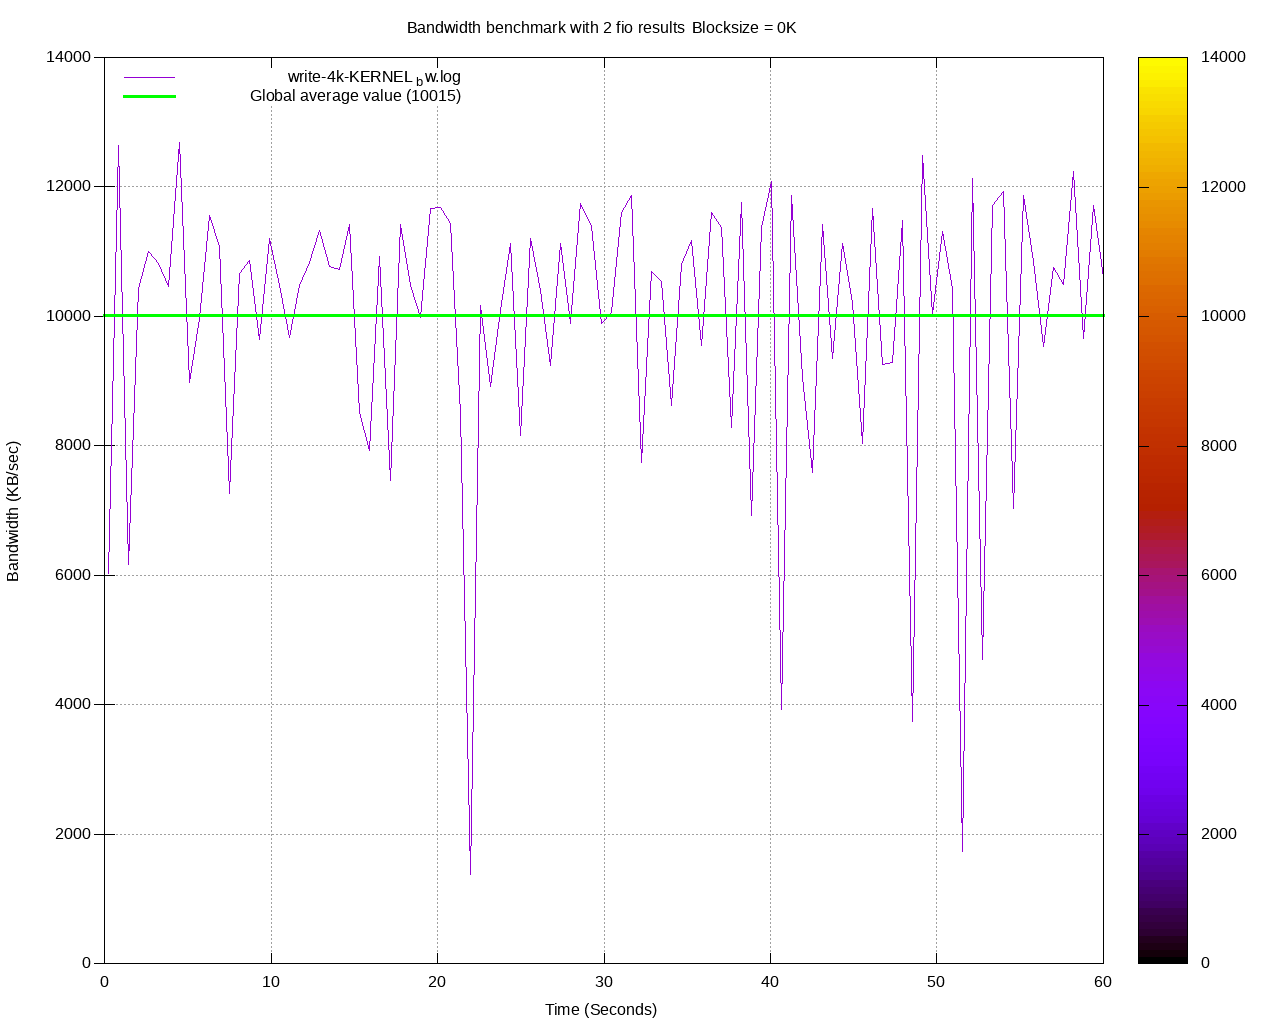 Bandwidth benchmark with 2 fio results Blocksize = 0K
write-4k-KERNEL_bw.log
Global average value (10015)
Bandwidth (KB/sec)
14000
12000
10000
8000
6000
4000
2000
0
0 10 20 30 40 50 60
Time (Seconds)
14000
12000
10000
8000
6000
4000
2000
0